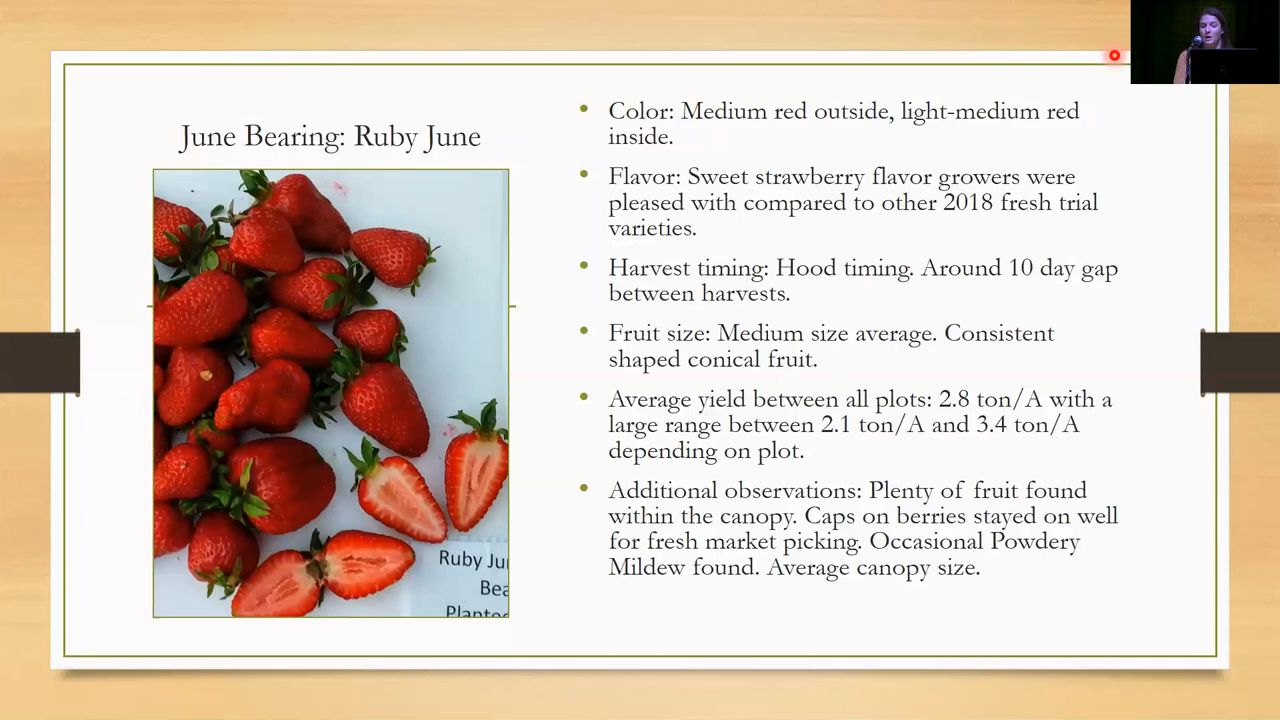 June Bearing: Ruby June
Color: Medium red outside, light-medium red
inside.
Flavor: Sweet strawberry flavor growers were
pleased with compared to other 2018 fresh trial
varieties.
Harvest timing: Hood timing. Around 10 day gap
between harvests.
Fruit size: Medium size average. Consistent
shaped conical fruit.
Average yield between all plots: 2.8 ton/A with a
large range between 2.1 ton/A and 3.4 ton/A
depending on plot.
Additional observations: Plenty of fruit found
within the canopy. Caps on berries stayed on well
for fresh market picking. Occasional Powdery
Mildew found. Average canopy size.
Ruby Ju
Bea
Plante